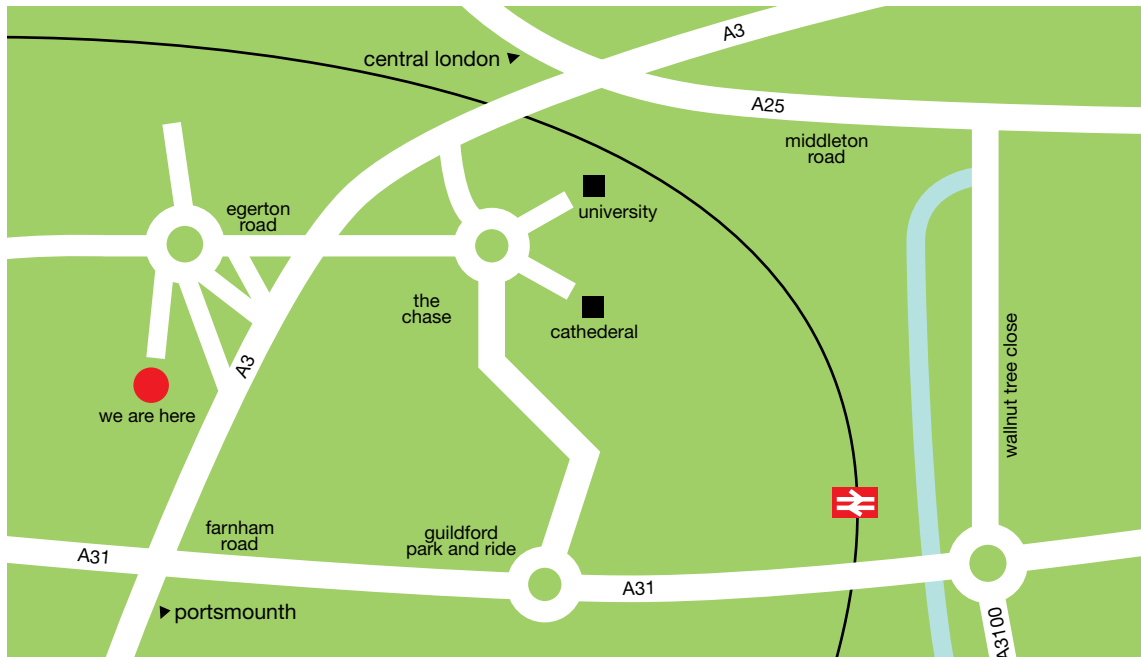 A3
central london
A25
middleton
road
university
egerton
road
the
chase
cathederal
A3
we are here
wallnut tree close
farnham
road
guildford
park and ride
A31
A31
portsmounth
A3100